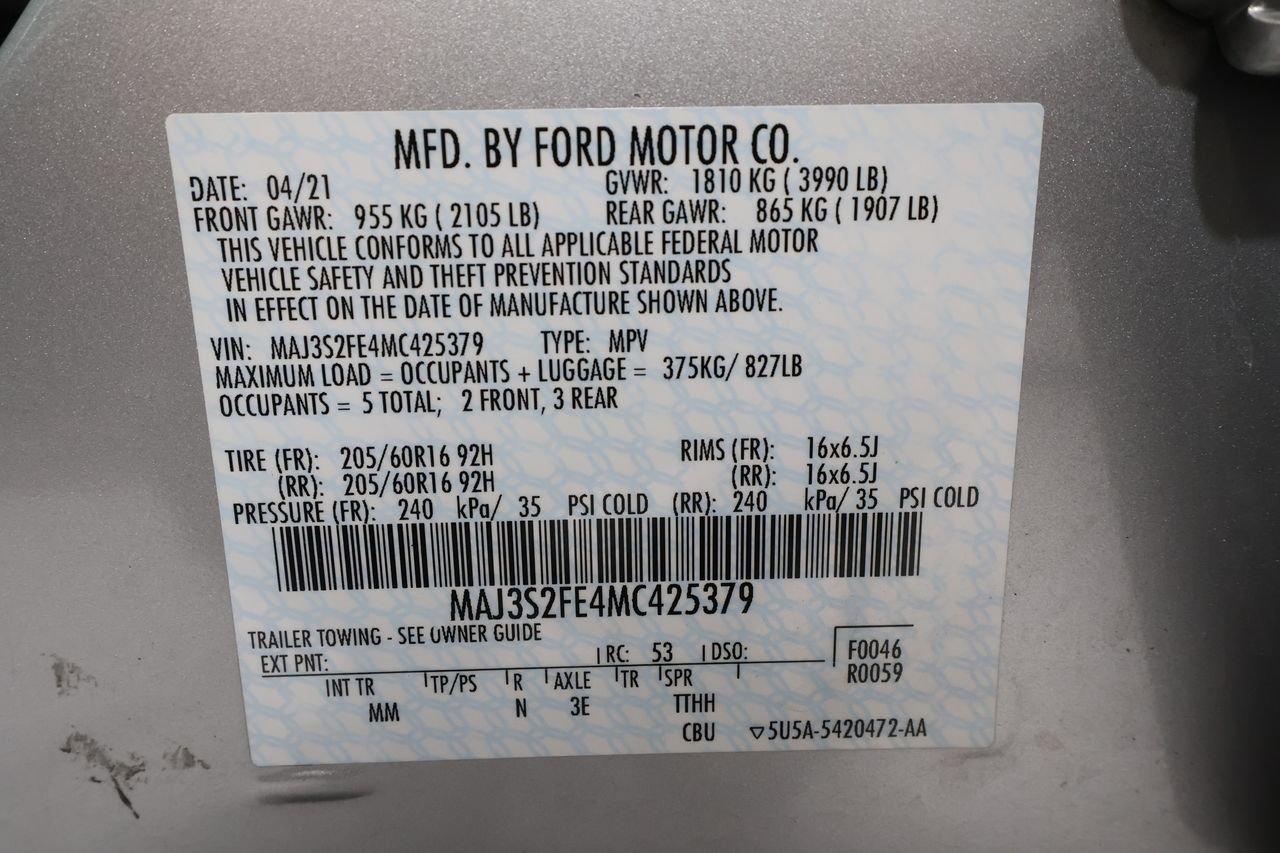 MFD. BY FORD MOTOR CO.
DATE: 04/21 GVWR: 1810 KG ( 3990 LB)
FRONT GAWR: 955 KG ( 2105 LB) REAR GAWR: 865 KG ( 1907 LB)
THIS VEHICLE CONFORMS TO ALL APPLICABLE FEDERAL MOTOR
VEHICLE SAFETY AND THEFT PREVENTION STANDARDS
IN EFFECT ON THE DATE OF MANUFACTURE SHOWN ABOVE.
VIN: MAJ3S2FE4MC425379 TYPE: MPV
MAXIMUM LOAD = OCCUPANTS + LUGGAGE = 375KG/ 827LB
OCCUPANTS = 5 TOTAL; 2 FRONT, 3 REAR
TIRE (FR): 205/60R16 92H RIMS (FR): 16x6.5J
(RR): 205/60R16 92H (RR): 16x6.5J
PRESSURE (FR): 240 kPa/ 35 PSI COLD (RR): 240 kPa/ 35 PSI COLD
MAJ3S2FE4MC425379
TRAILER TOWING - SEE OWNER GUIDE
EXT PNT: RC: 53 DSO: F0046
R0059
INT TR TP/PS R AXLE TR SPR
MM N 3E TTHH
CBU ▽5U5A-5420472-AA